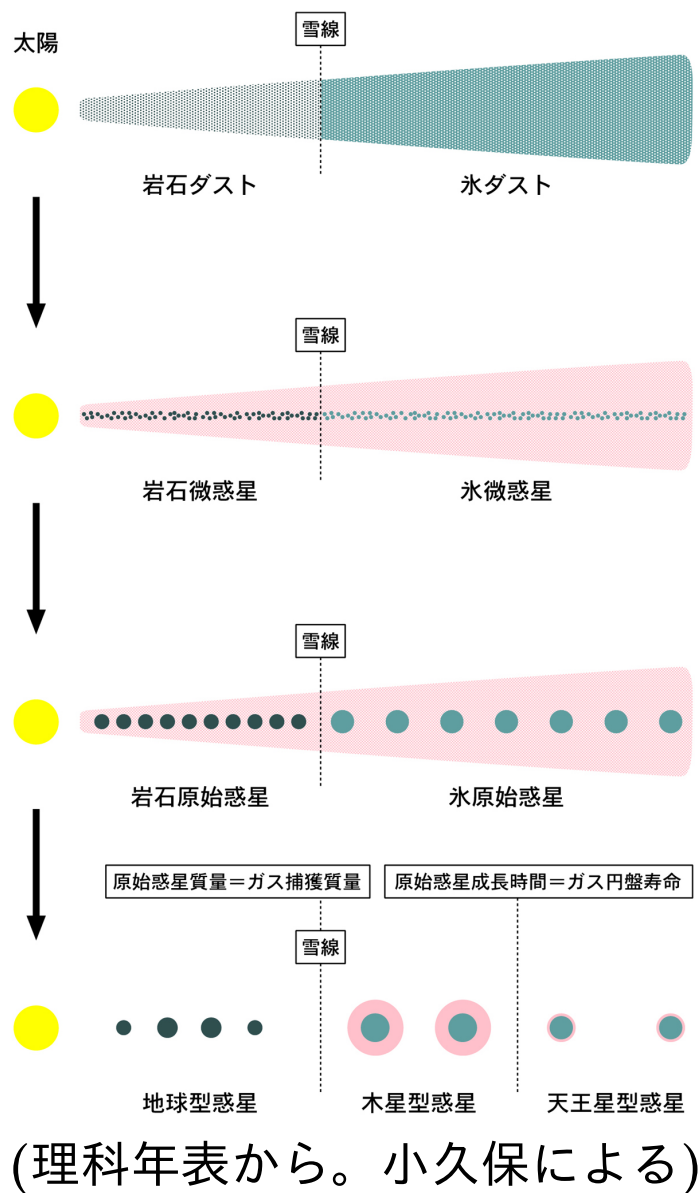 雪線
太陽
岩石ダスト
氷ダスト
雪線
岩石微惑星
氷微惑星
雪線
岩石原始惑星
氷原始惑星
原始惑星質量＝ガス捕獲質量
原始惑星成長時間＝ガス円盤寿命
雪線
地球型惑星
木星型惑星
天王星型惑星
(理科年表から。小久保による)